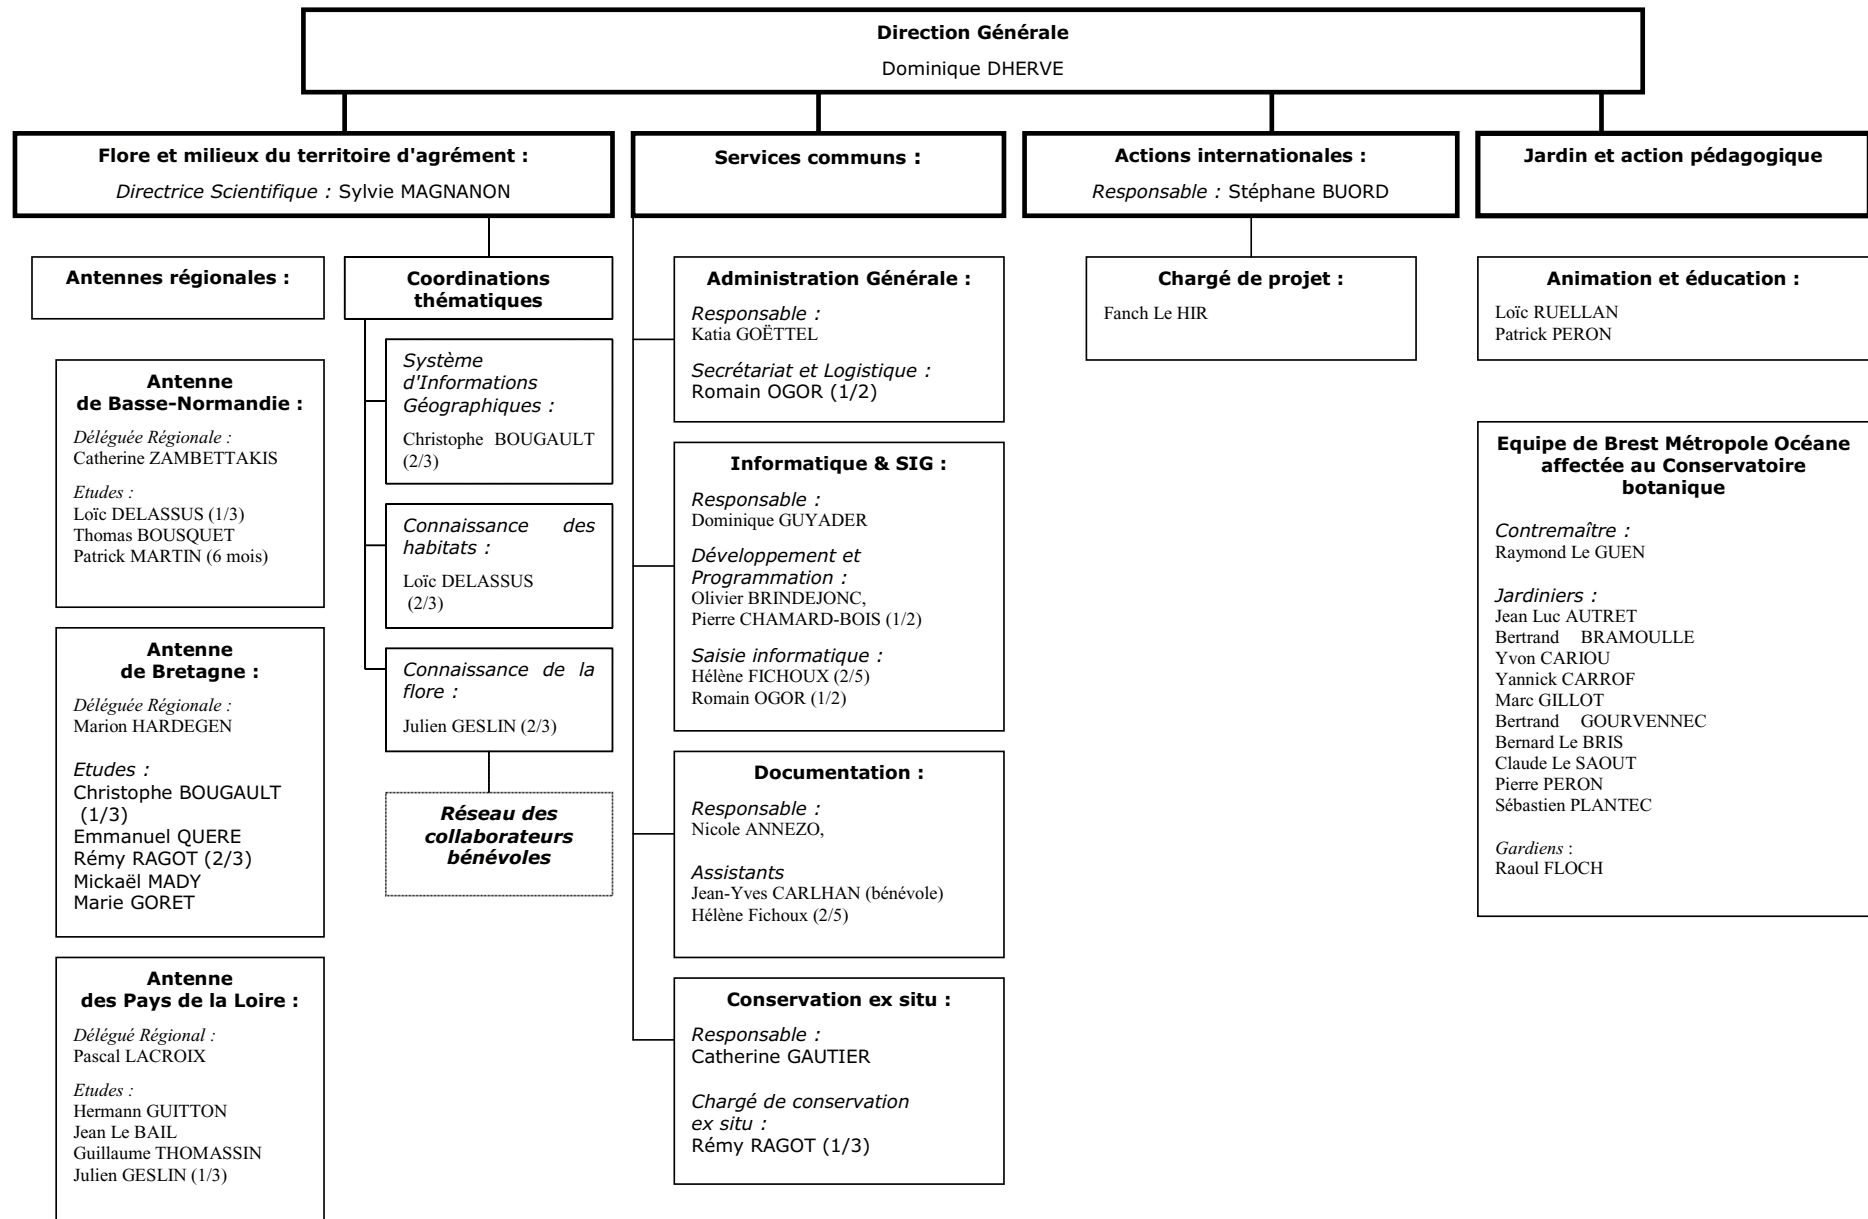 Direction Générale
Dominique DHERVE
Flore et milieux du territoire d'agrément :
Directrice Scientifique : Sylvie MAGNANON
Services communs :
Actions internationales :
Responsable : Stéphane BUORD
Jardin et action pédagogique
Antennes régionales :
Antenne
de Basse-Normandie :
Déléguée Régionale :
Catherine ZAMBETTAKIS
Etudes :
Loïc DELASSUS (1/3)
Thomas BOUSQUET
Patrick MARTIN (6 mois)
Antenne
de Bretagne :
Déléguée Régionale :
Marion HARDEGEN
Etudes :
Christophe BOUGAULT
(1/3)
Emmanuel QUERE
Rémy RAGOT (2/3)
Mickaël MADY
Marie GORET
Antenne
des Pays de la Loire :
Délégué Régional :
Pascal LACROIX
Etudes :
Hermann GUITTON
Jean Le BAIL
Guillaume THOMASSIN
Julien GESLIN (1/3)
Coordinations
thématiques
Système
d'Informations
Géographiques :
Christophe BOUGAULT
(2/3)
Connaissance des
habitats :
Loïc DELASSUS
(2/3)
Connaissance de la
flore :
Julien GESLIN (2/3)
Réseau des
collaborateurs
bénévoles
Administration Générale :
Responsable :
Katia GOËTTEL
Secrétariat et Logistique :
Romain OGOR (1/2)
Informatique & SIG :
Responsable :
Dominique GUYADER
Développement et
Programmation :
Olivier BRINDEJONC,
Pierre CHAMARD-BOIS (1/2)
Saisie informatique :
Hélène FICHOUX (2/5)
Romain OGOR (1/2)
Documentation :
Responsable :
Nicole ANNEZO,
Assistants
Jean-Yves CARLHAN (bénévole)
Hélène Fichoux (2/5)
Conservation ex situ :
Responsable :
Catherine GAUTIER
Chargé de conservation
ex situ :
Rémy RAGOT (1/3)
Chargé de projet :
Fanch Le HIR
Animation et éducation :
Loïc RUELLAN
Patrick PERON
Equipe de Brest Métropole Océane
affectée au Conservatoire
botanique
Contremaître :
Raymond Le GUEN
Jardiniers :
Jean Luc AUTRET
Bertrand BRAMOULLE
Yvon CARIOU
Yannick CARROF
Marc GILLOT
Bertrand GOURVENNEC
Bernard Le BRIS
Claude Le SAOUT
Pierre PERON
Sébastien PLANTEC
Gardiens :
Raoul FLOCH